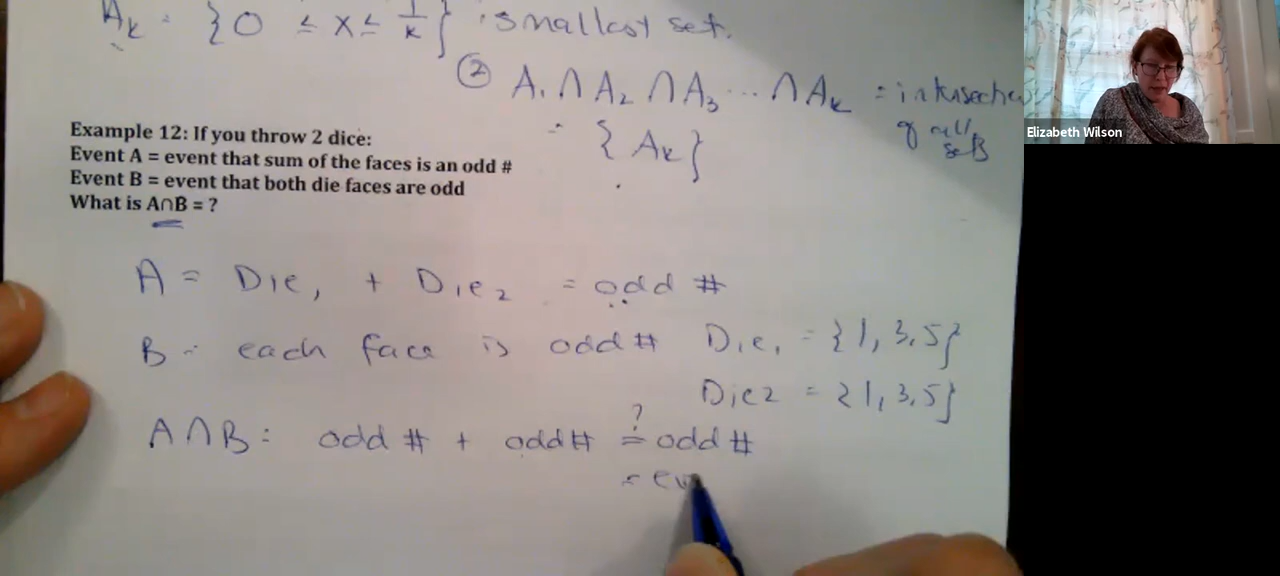 Ak = {0 ≤ x ≤ 1/k} is smallest set.
② A1 ∩ A2 ∩ A3 ... ∩ Ak = intersection
of all
sets
= {Ak}
Elizabeth Wilson
Example 12: If you throw 2 dice:
Event A = event that sum of the faces is an odd #
Event B = event that both die faces are odd
What is A∩B = ?
A = Die1 + Die2 = odd #
B = each face is odd # Die1 = {1, 3, 5}
Die2 = {1, 3, 5}
?
A∩B: odd # + odd # = odd #
= ev